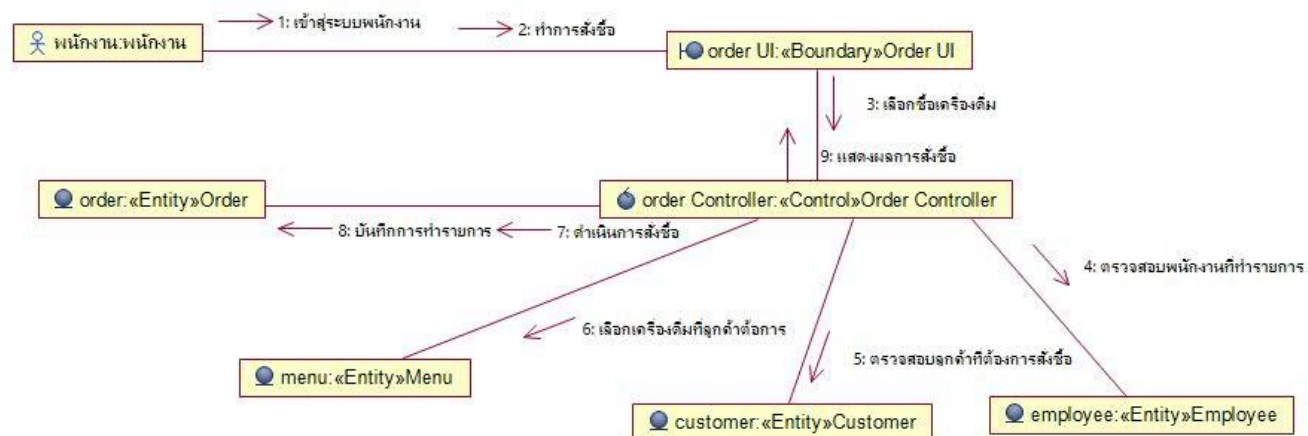 1: เข้าสู่ระบบพนักงาน
2: ทำการสั่งซื้อ
พนักงาน:พนักงาน
order UI:«Boundary»Order UI
3: เลือกซื้อเครื่องดื่ม
9: แสดงผลการสั่งซื้อ
order:«Entity»Order
order Controller:«Control»Order Controller
8: บันทึกการทำรายการ
7: ดำเนินการสั่งซื้อ
4: ตรวจสอบพนักงานที่ทำรายการ
6: เลือกเครื่องดื่มที่ลูกค้าต้อการ
5: ตรวจสอบลูกค้าที่ต้องการสั่งซื้อ
menu:«Entity»Menu
customer:«Entity»Customer
employee:«Entity»Employee